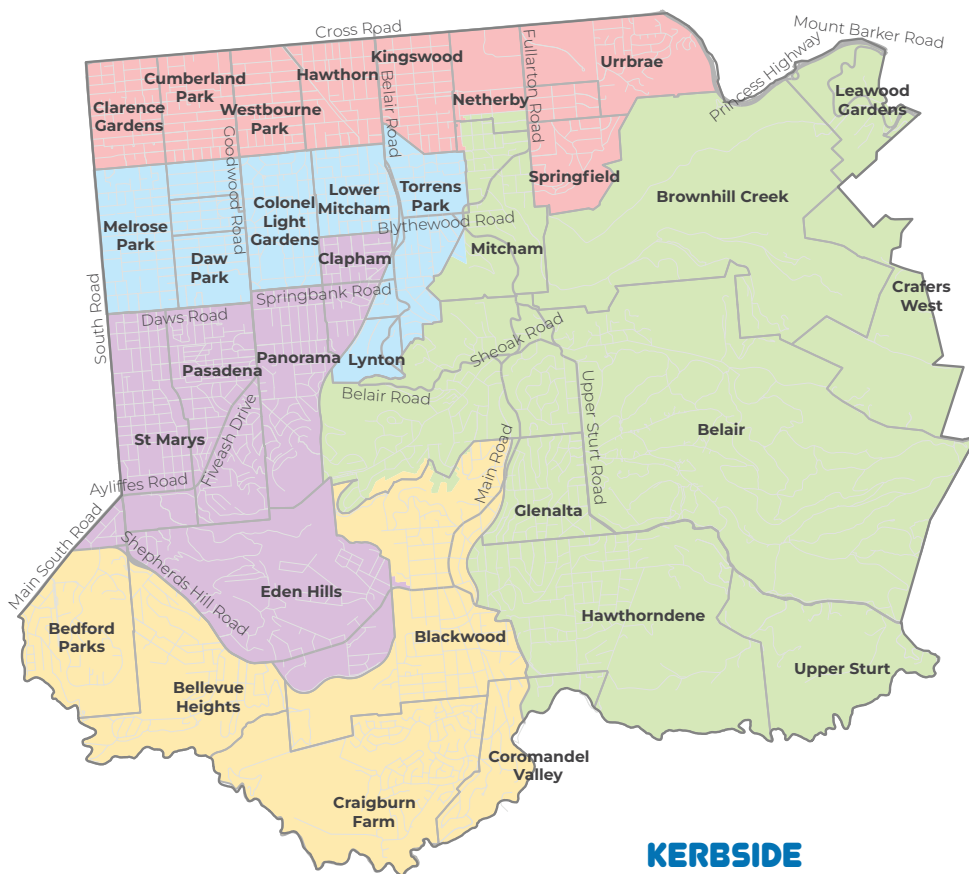 Cross Road
Mount Barker Road
Princess Highway
Kingswood
Fullarton Road
Urrbrae
Cumberland
Park
Hawthorn
Belair Road
Leawood
Gardens
Clarence
Gardens
Westbourne
Park
Netherby
Goodwood Road
Springfield
Brownhill Creek
Melrose
Park
Colonel
Light
Gardens
Lower
Mitcham
Torrens
Park
Blythewood Road
Mitcham
Daw
Park
Clapham
Crafers
West
South Road
Springbank Road
Daws Road
Sheoak Road
Pasadena
Panorama
Lynton
Belair Road
Upper Sturt Road
Belair
St Marys
Fiveash Drive
Main Road
Ayliffes Road
Glenalta
Main South Road
Shepherds Hill Road
Eden Hills
Hawthorndene
Bedford
Parks
Blackwood
Upper Sturt
Bellevue
Heights
Coromandel
Valley
Craigburn
Farm
KERBSIDE